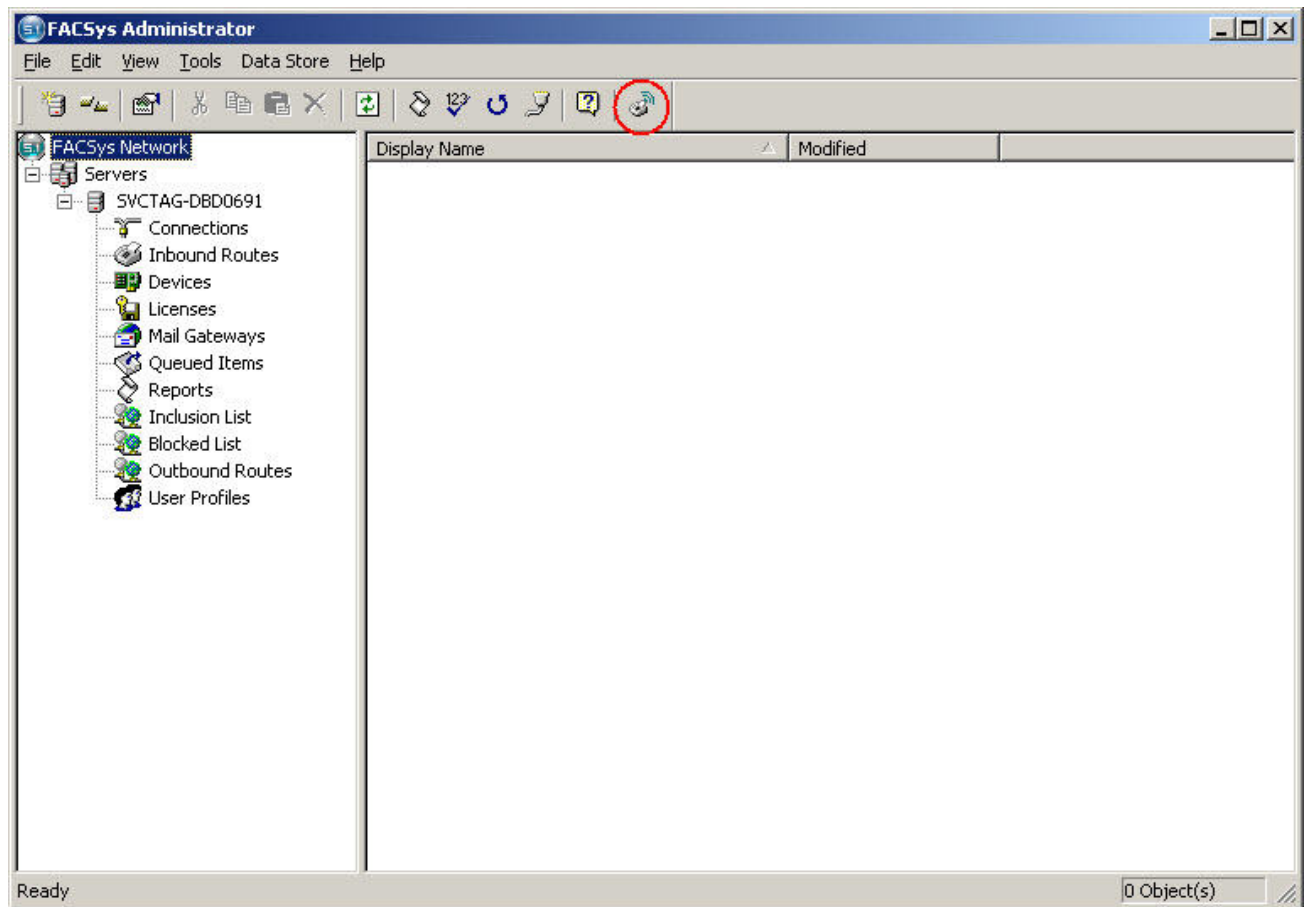 FACSys Administrator
File Edit View Tools Data Store Help
123
FACSys Network
Display Name
Modified
Servers
SVCTAG-DBD0691
Connections
Inbound Routes
Devices
Licenses
Mail Gateways
Queued Items
Reports
Inclusion List
Blocked List
Outbound Routes
User Profiles
Ready
0 Object(s)